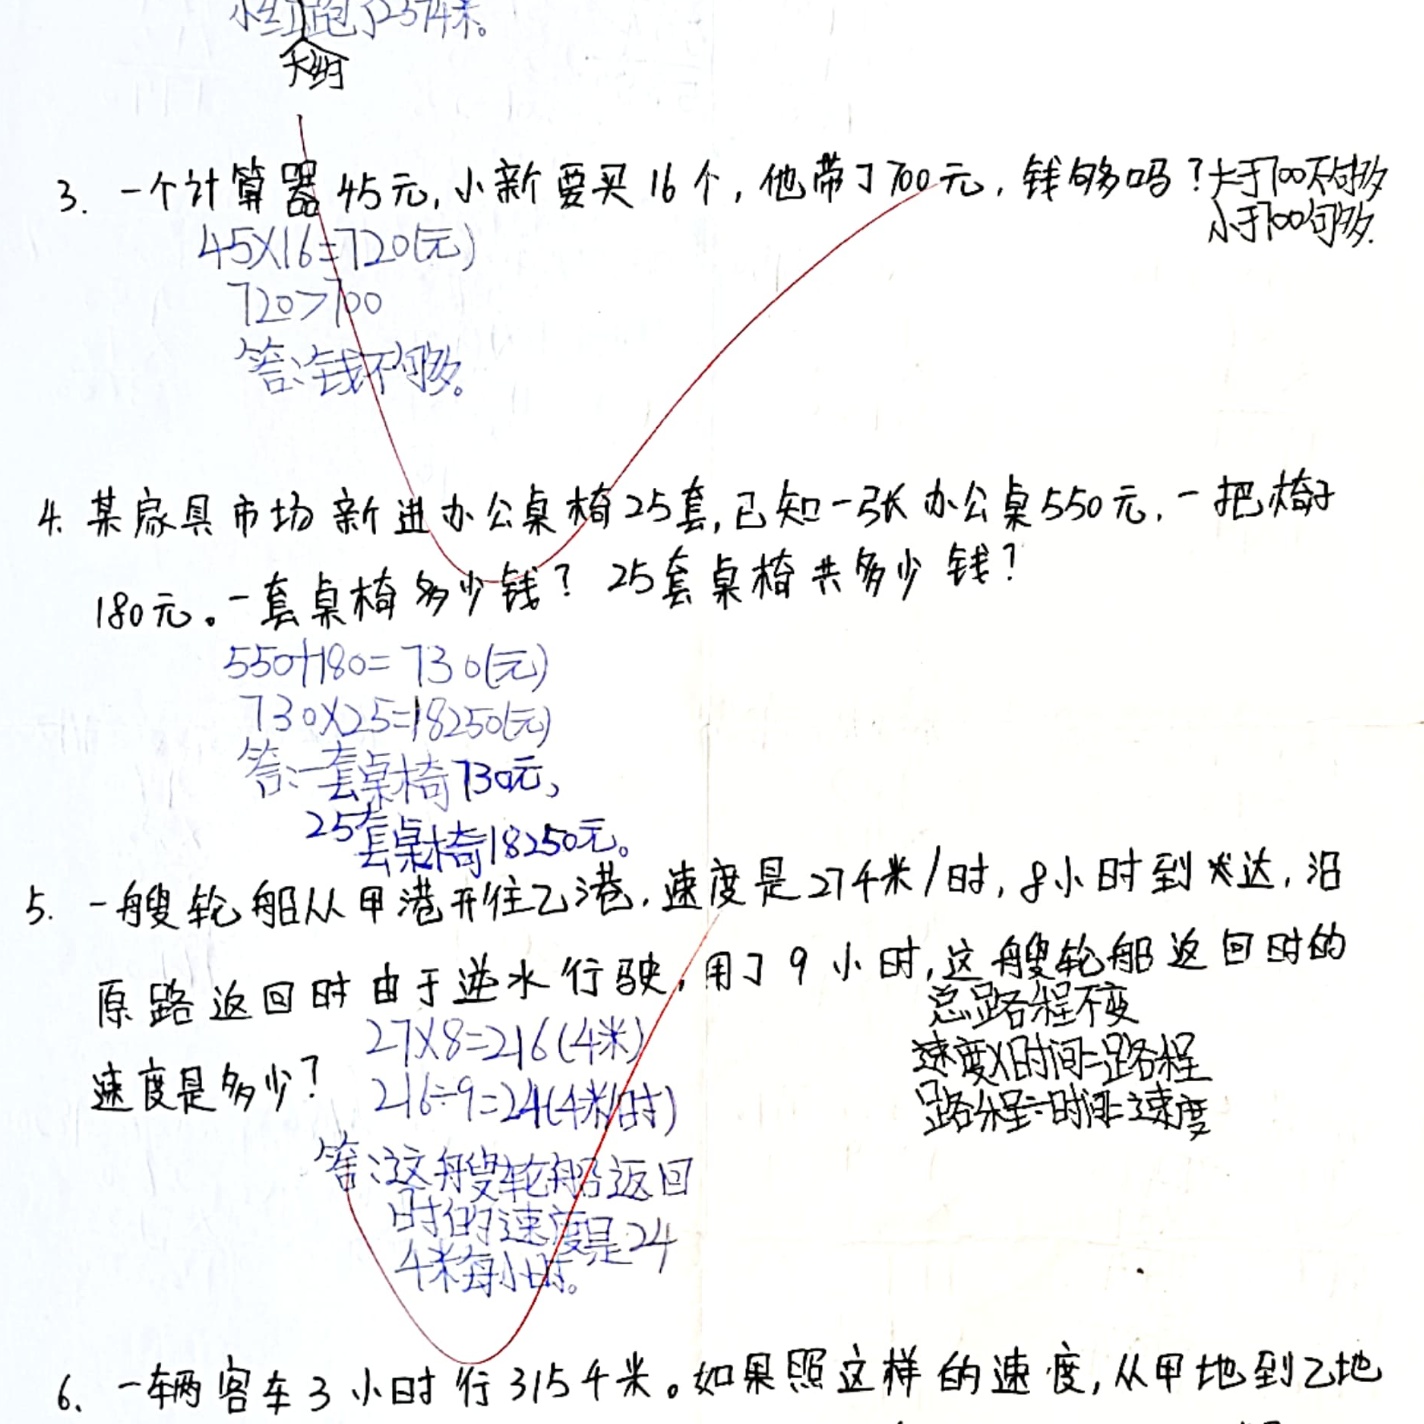 小红跑了2374米。
大约
3. 一个计算器45元,小新要买16个,他带了700元,钱够吗?大于700不够
小于700够
45×16=720(元)
720>700
答:钱不够。
4. 某家具市场新进办公桌椅25套,已知一张办公桌550元,一把椅子
180元。一套桌椅多少钱?25套桌椅共多少钱?
550+180=730(元)
730×25=18250(元)
答:一套桌椅730元,
25套桌椅18250元。
5. 一艘轮船从甲港开往乙港,速度是27千米/时,8小时到达,沿
原路返回时由于逆水行驶,用了9小时,这艘轮船返回时的
速度是多少?
27×8=216(千米)
216÷9=24(千米/时)
答:这艘轮船返回
时的速度是24
千米每小时。
总路程不变
速度×时间=路程
路程÷时间=速度
6. 一辆客车3小时行315千米。如果照这样的速度,从甲地到乙地